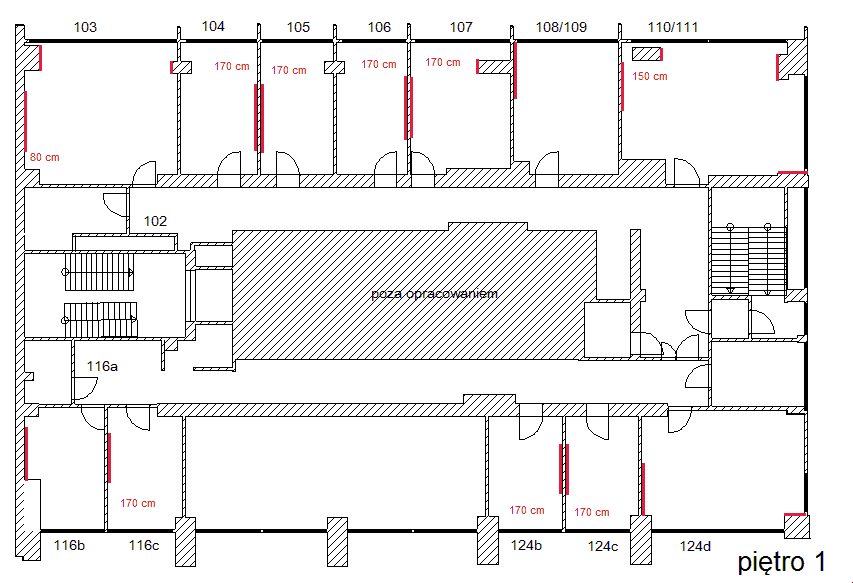 103
104
105
106
107
108/109
110/111
170 cm
170 cm
170 cm
170 cm
150 cm
80 cm
102
poza opracowaniem
116a
170 cm
170 cm
170 cm
116b
116c
124b
124c
124d
piętro 1